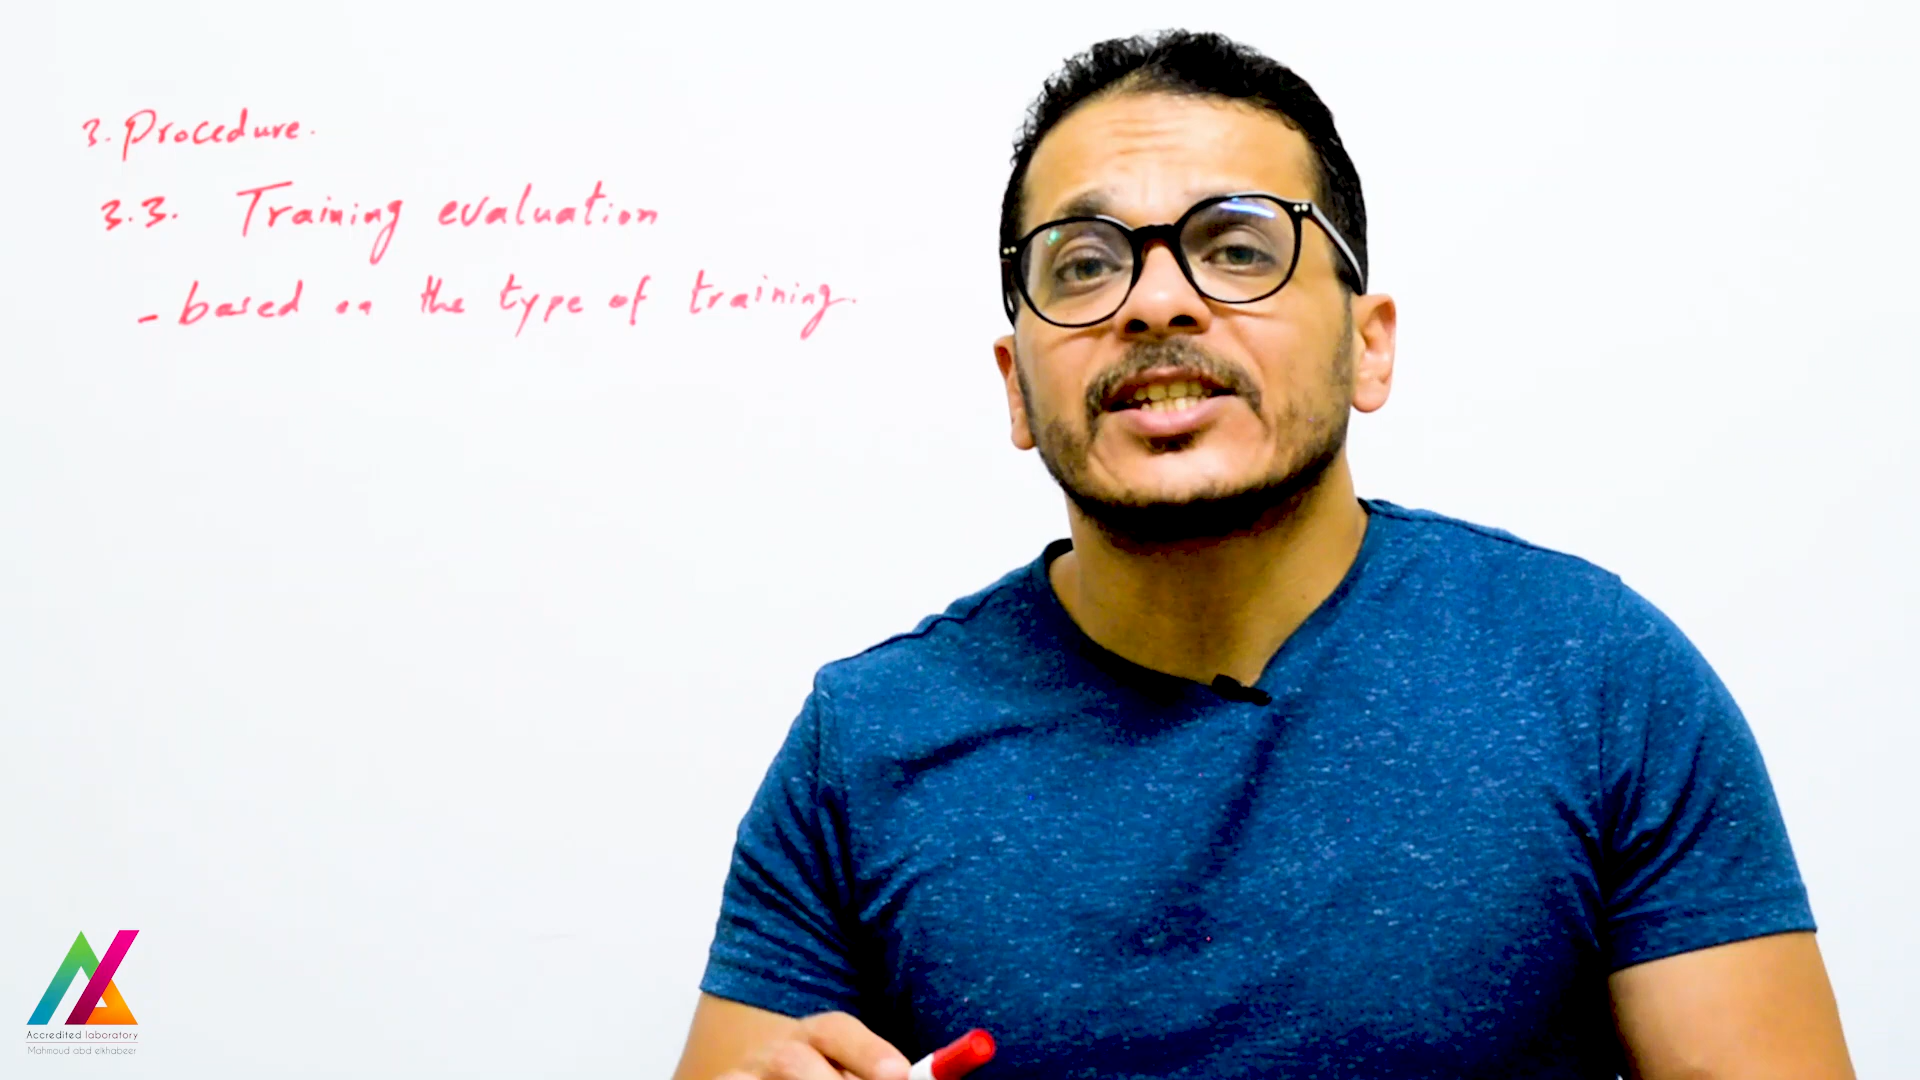 3. Procedure.
3.3. Training evaluation
- based on the type of training.
Accredited laboratory
Mahmoud abd elkhabeer